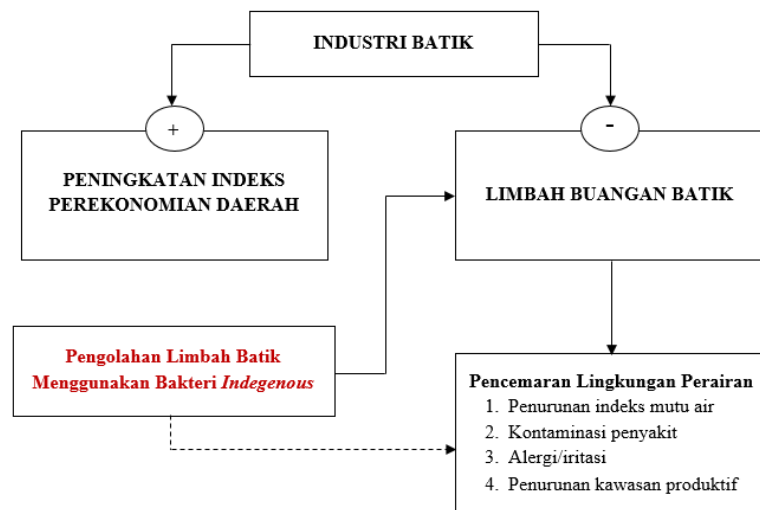 INDUSTRI BATIK
+
-
PENINGKATAN INDEKS
PEREKONOMIAN DAERAH
LIMBAH BUANGAN BATIK
Pengolahan Limbah Batik
Menggunakan Bakteri Indegenous
Pencemaran Lingkungan Perairan
1. Penurunan indeks mutu air
2. Kontaminasi penyakit
3. Alergi/iritasi
4. Penurunan kawasan produktif